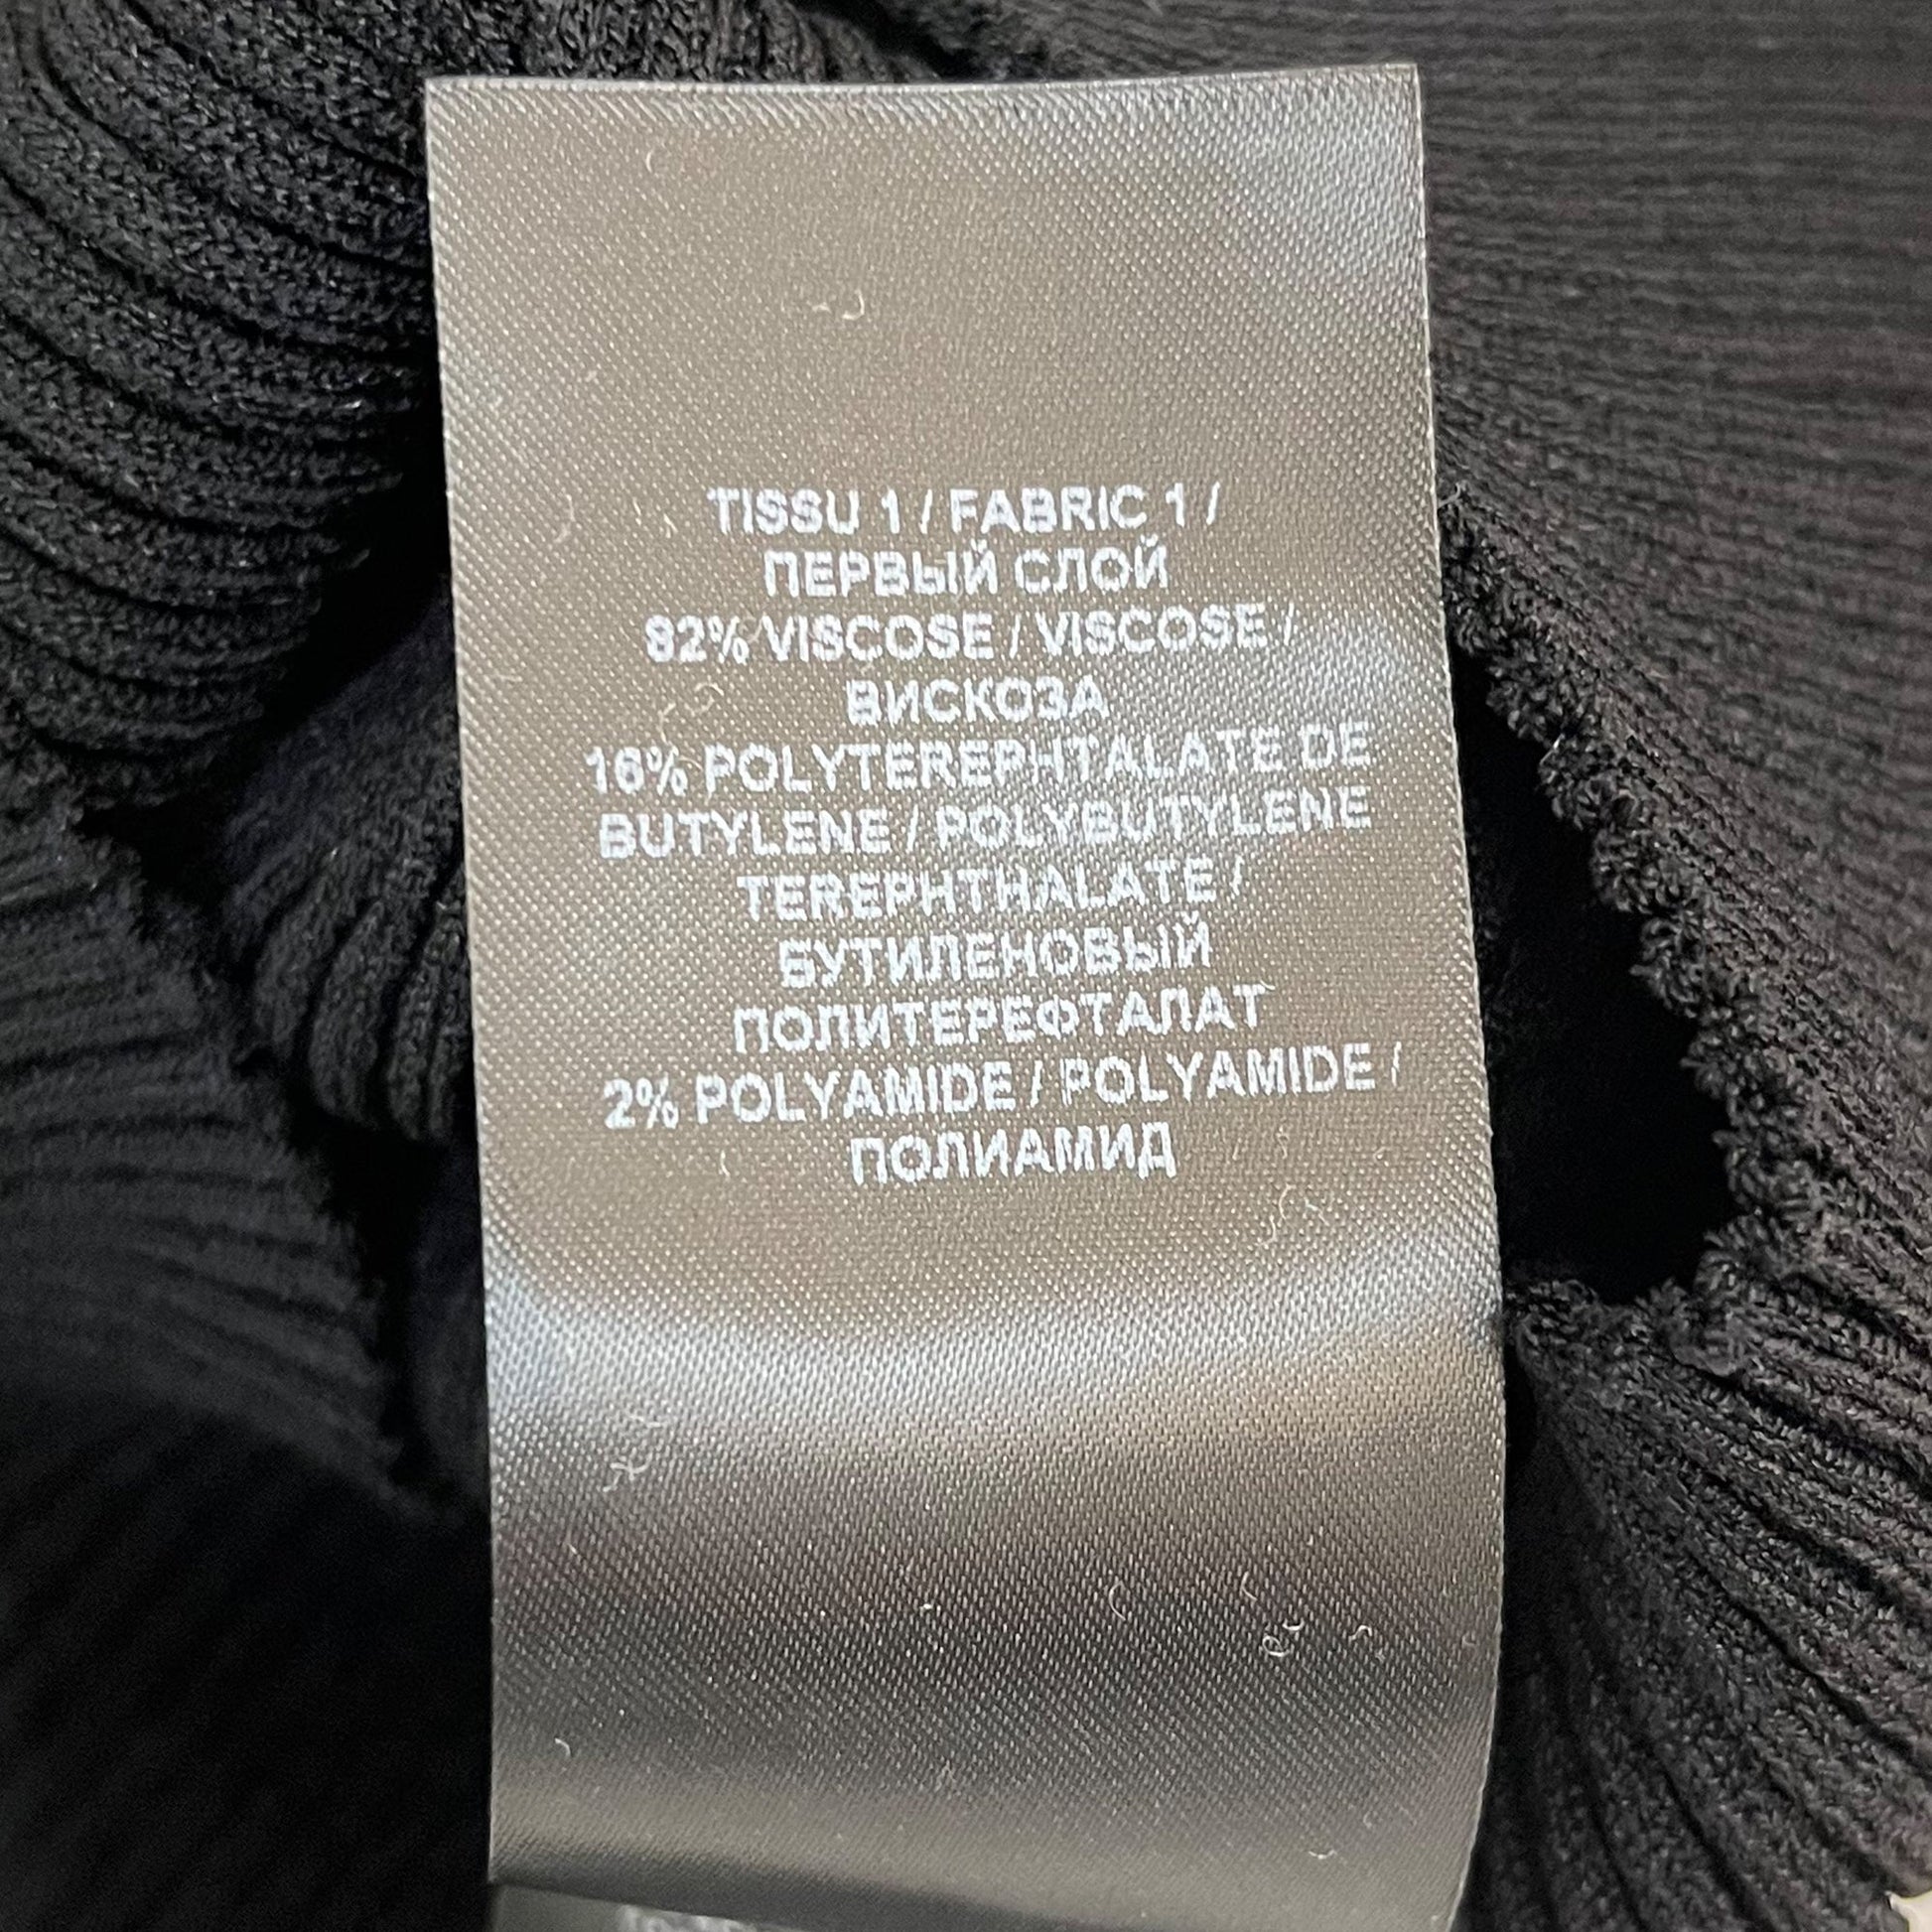 TISSU 1 / FABRIC 1 /
ПЕРВЫЙ СЛОЙ
82% VISCOSE / VISCOSE /
ВИСКОЗА
16% POLYTEREPHTALATE DE
BUTYLENE / POLYBUTYLENE
TEREPHTHALATE /
БУТИЛЕНОВЫЙ
ПОЛИТЕРЕФТАЛАТ
2% POLYAMIDE / POLYAMIDE /
ПОЛИАМИД